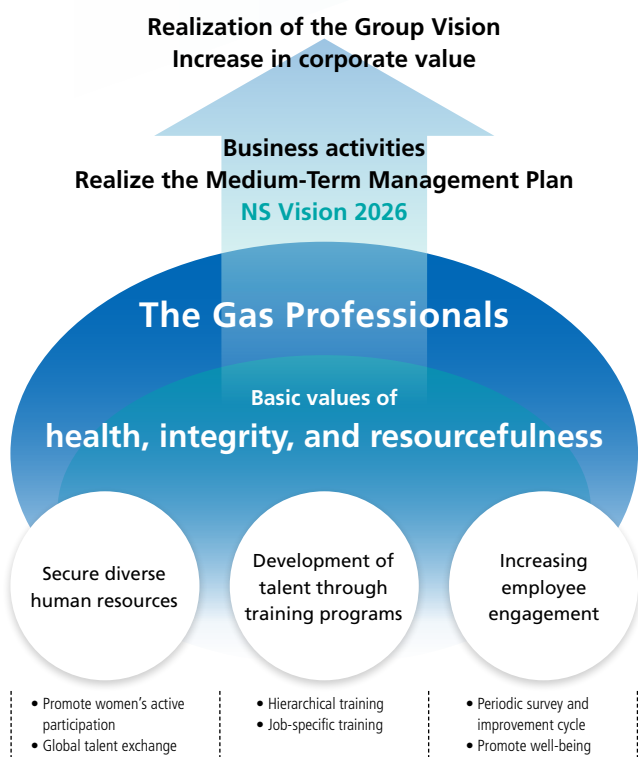 Realization of the Group Vision
Increase in corporate value
Business activities
Realize the Medium-Term Management Plan
NS Vision 2026
The Gas Professionals
Basic values of
health, integrity, and resourcefulness
Secure diverse
human resources
Development of
talent through
training programs
Increasing
employee
engagement
• Promote women's active
participation
• Global talent exchange
• Hierarchical training
• Job-specific training
• Periodic survey and
improvement cycle
• Promote well-being